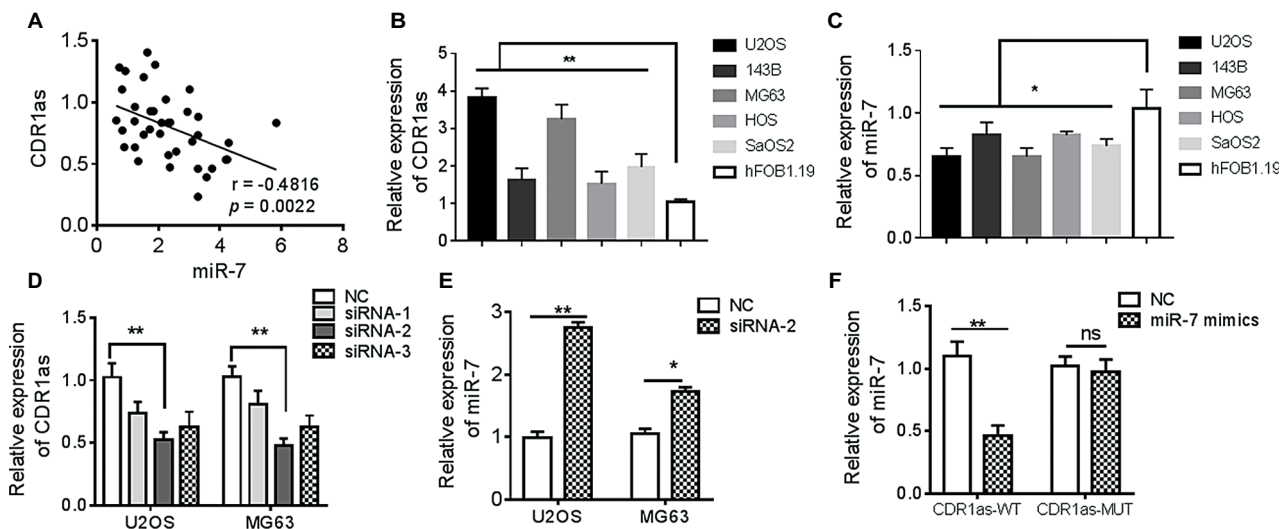 A
CDR1as
1.5
1.0
0.5
0.0
0
2
4
6
8
r = -0.4816
p = 0.0022
miR-7
B
Relative expression
of CDR1as
5
4
3
2
1
0
**
U2OS
143B
MG63
HOS
SaOS2
hFOB1.19
C
Relative expression
of miR-7
1.5
1.0
0.5
0.0
*
U2OS
143B
MG63
HOS
SaOS2
hFOB1.19
D
Relative expression
of CDR1as
1.5
1.0
0.5
0.0
**
**
NC
siRNA-1
siRNA-2
siRNA-3
U2OS
MG63
E
Relative expression
of miR-7
3
2
1
0
**
*
NC
siRNA-2
U2OS
MG63
F
Relative expression
of miR-7
1.5
1.0
0.5
0.0
**
ns
NC
miR-7 mimics
CDR1as-WT
CDR1as-MUT